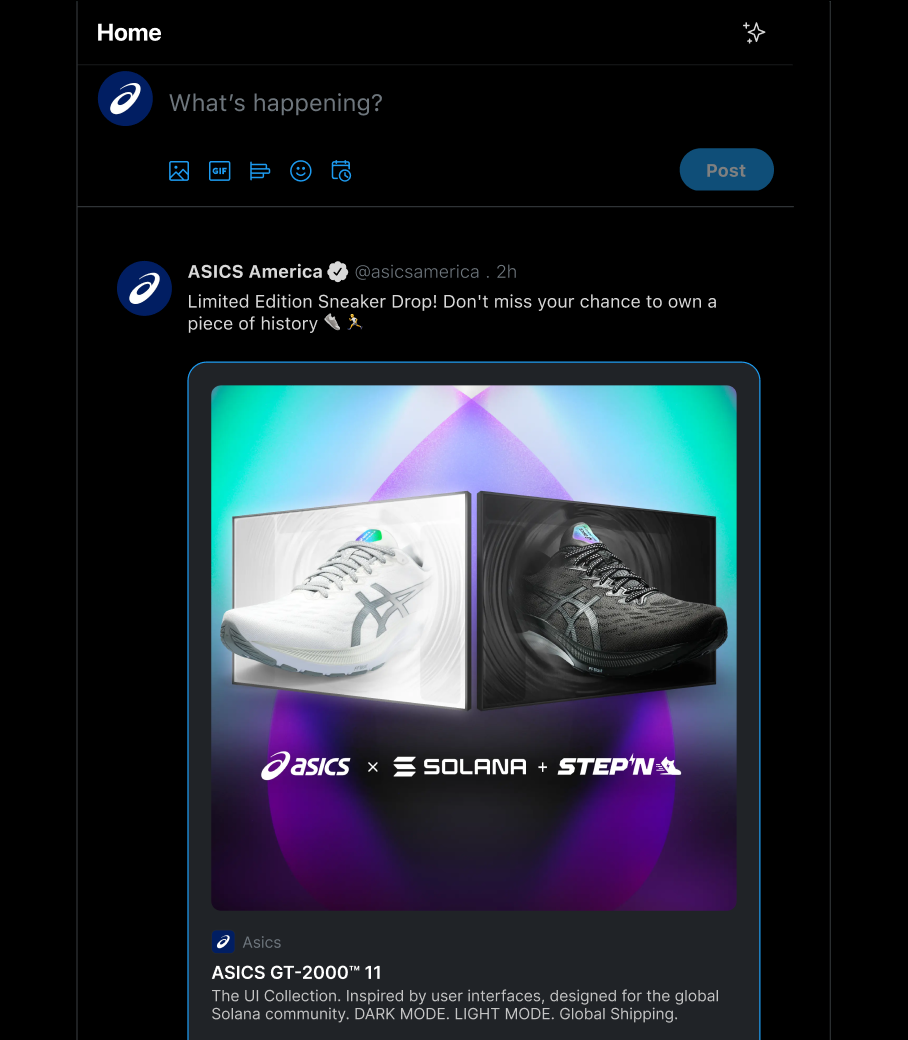 Home
What's happening?
GIF
Post
ASICS America @asicsamerica . 2h
Limited Edition Sneaker Drop! Don't miss your chance to own a
piece of history 👟🏃
asics × SOLANA + STEP'N
Asics
ASICS GT-2000™ 11
The UI Collection. Inspired by user interfaces, designed for the global
Solana community. DARK MODE. LIGHT MODE. Global Shipping.